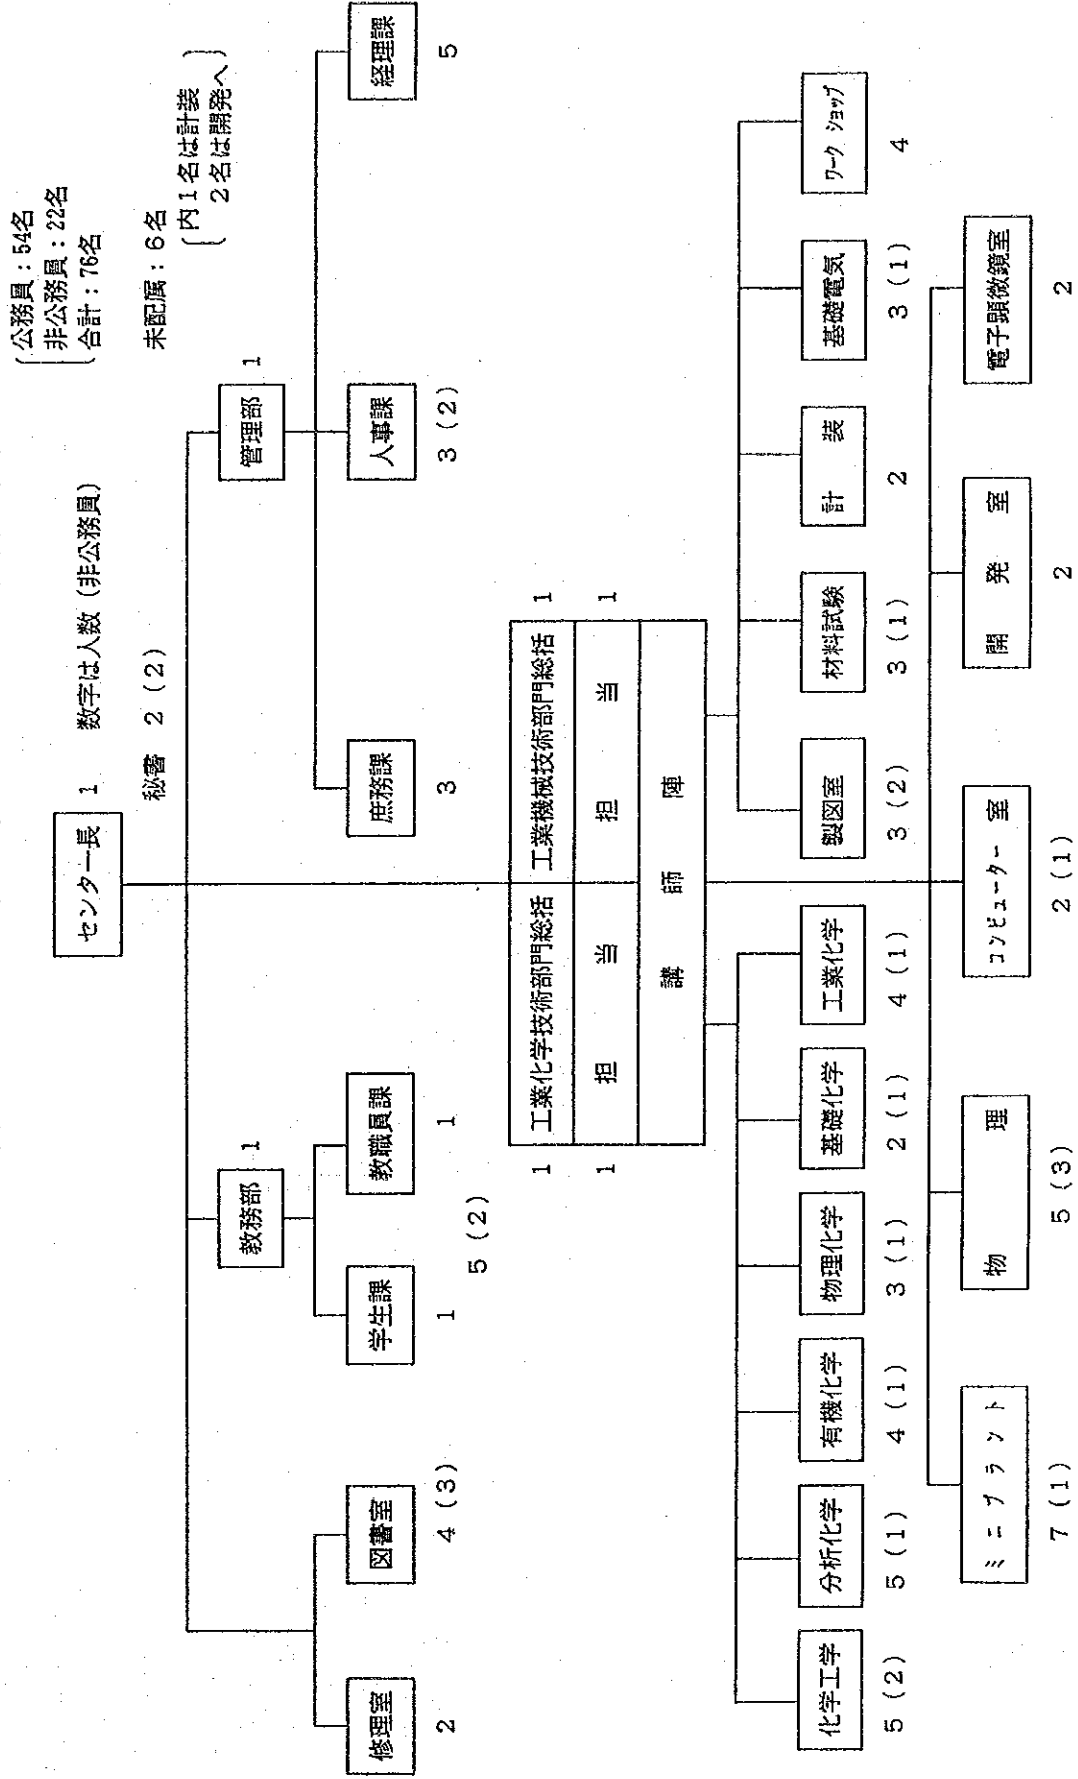 公務員：54名
非公務員：22名
合計：76名
未配属：6名
内1名は計装
2名は開発へ
センター長 1 数字は人数 (非公務員)
秘書 2 (2)
教務部 1
管理部 1
修理室
図書室
学生課
教職員課
庶務課
人事課
経理課
2
4 (3)
1
1
3
3 (2)
5
5 (2)
1 工業化学技術部門総括 工業機械技術部門総括 1
1 担当 担当 1
講師陣
化学工学
分析化学
有機化学
物理化学
基礎化学
工業化学
製図室
材料試験
計装
基礎電気
ワークショップ
5 (2)
5 (1)
4 (1)
3 (1)
2 (1)
4 (1)
3 (2)
3 (1)
2
3 (1)
4
ミニプラント
物理
コンピューター室
開発室
電子顕微鏡室
7 (1)
5 (3)
2 (1)
2
2